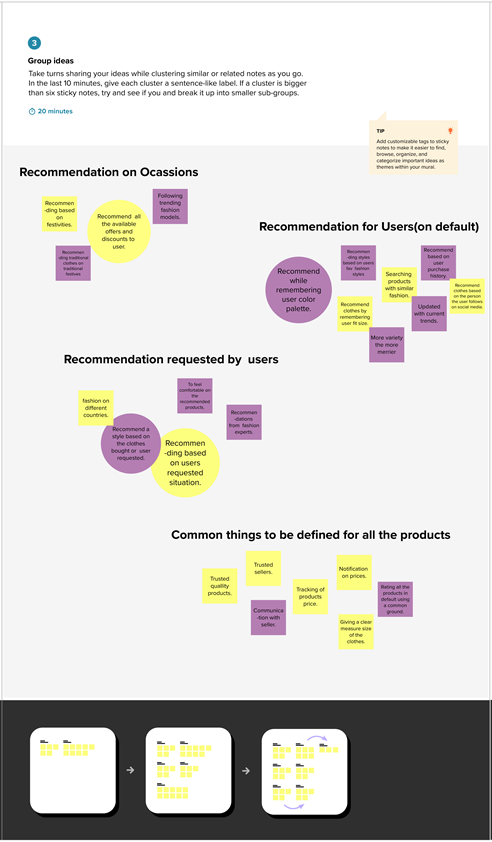 3
Group ideas
Take turns sharing your ideas while clustering similar or related notes as you go.
In the last 10 minutes, give each cluster a sentence-like label. If a cluster is bigger
than six sticky notes, try and see if you and break it up into smaller sub-groups.
20 minutes
TIP
Add customizable tags to sticky
notes to make it easier to find,
browse, organize, and
categorize important ideas as
themes within your mural.
Recommendation on Ocassions
Recommen
-ding based on
festivities.
Recommend all
the available
offers and
discounts to
user.
Following
trending
fashion
models.
Recommen
-ding traditional
clothes on
traditional
festives
Recommendation for Users(on default)
Recommend
while
remembering
user color
palette.
Recommen
-ding styles
based on users
fav fashion
styles
Searching
products
with similar
fashion.
Recommend
based on
user
purchase
history.
Recommend
clothes based
on the person
the user follows
on social media.
Recommend
clothes by
remembering
user fit size.
Updated
with current
trends.
More variety
the more
merrier
Recommendation requested by users
fashion on
different
countries.
Recommend a
style based on
the clothes
bought or user
requested.
To feel
comfortable on
the
recommended
products.
Recommen
-dations
from fashion
experts.
Recommen
-ding based
on users
requested
situation.
Common things to be defined for all the products
Trusted
quallity
products.
Trusted
sellers.
Communica
-tion with
seller.
Tracking of
products
price.
Notification
on prices.
Rating all the
products in
default using
a common
ground.
Giving a clear
measure size
of the
clothes.